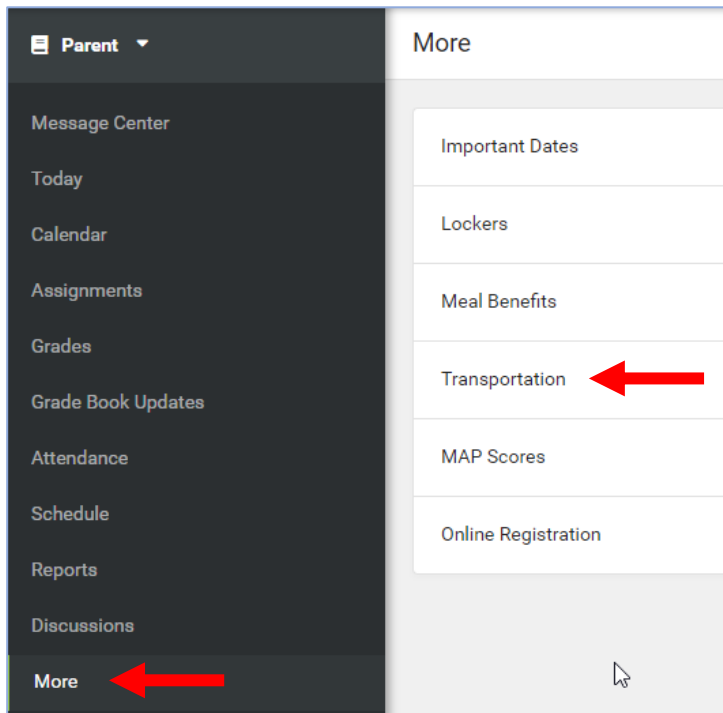 Parent
Message Center
Today
Calendar
Assignments
Grades
Grade Book Updates
Attendance
Schedule
Reports
Discussions
More
More
Important Dates
Lockers
Meal Benefits
Transportation
MAP Scores
Online Registration